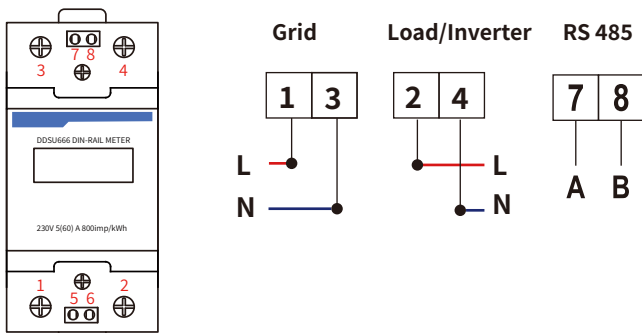 7 8
3 4
DDSU666 DIN-RAIL METER
230V 5(60) A 800imp/kWh
1 2
5 6
Grid
1 3
L
N
Load/Inverter
2 4
L
N
RS 485
7 8
A B